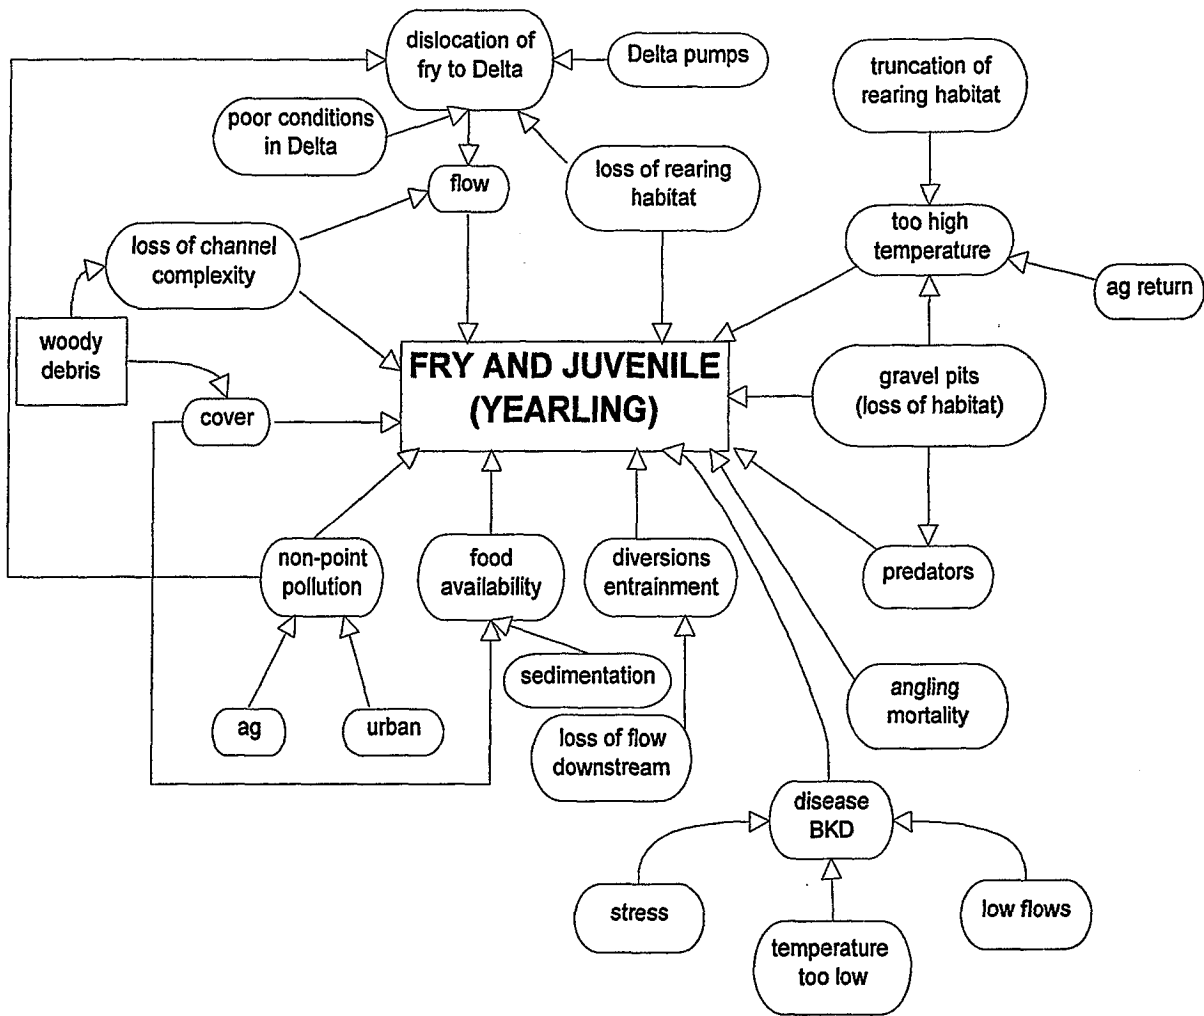 dislocation of
fry to Delta
Delta pumps
truncation of
rearing habitat
poor conditions
in Delta
loss of rearing
habitat
flow
too high
temperature
loss of channel
complexity
ag return
woody
debris
FRY AND JUVENILE
(YEARLING)
gravel pits
(loss of habitat)
cover
non-point
pollution
food
availability
diversions
entrainment
predators
sedimentation
angling
mortality
ag
urban
loss of flow
downstream
disease
BKD
stress
low flows
temperature
too low